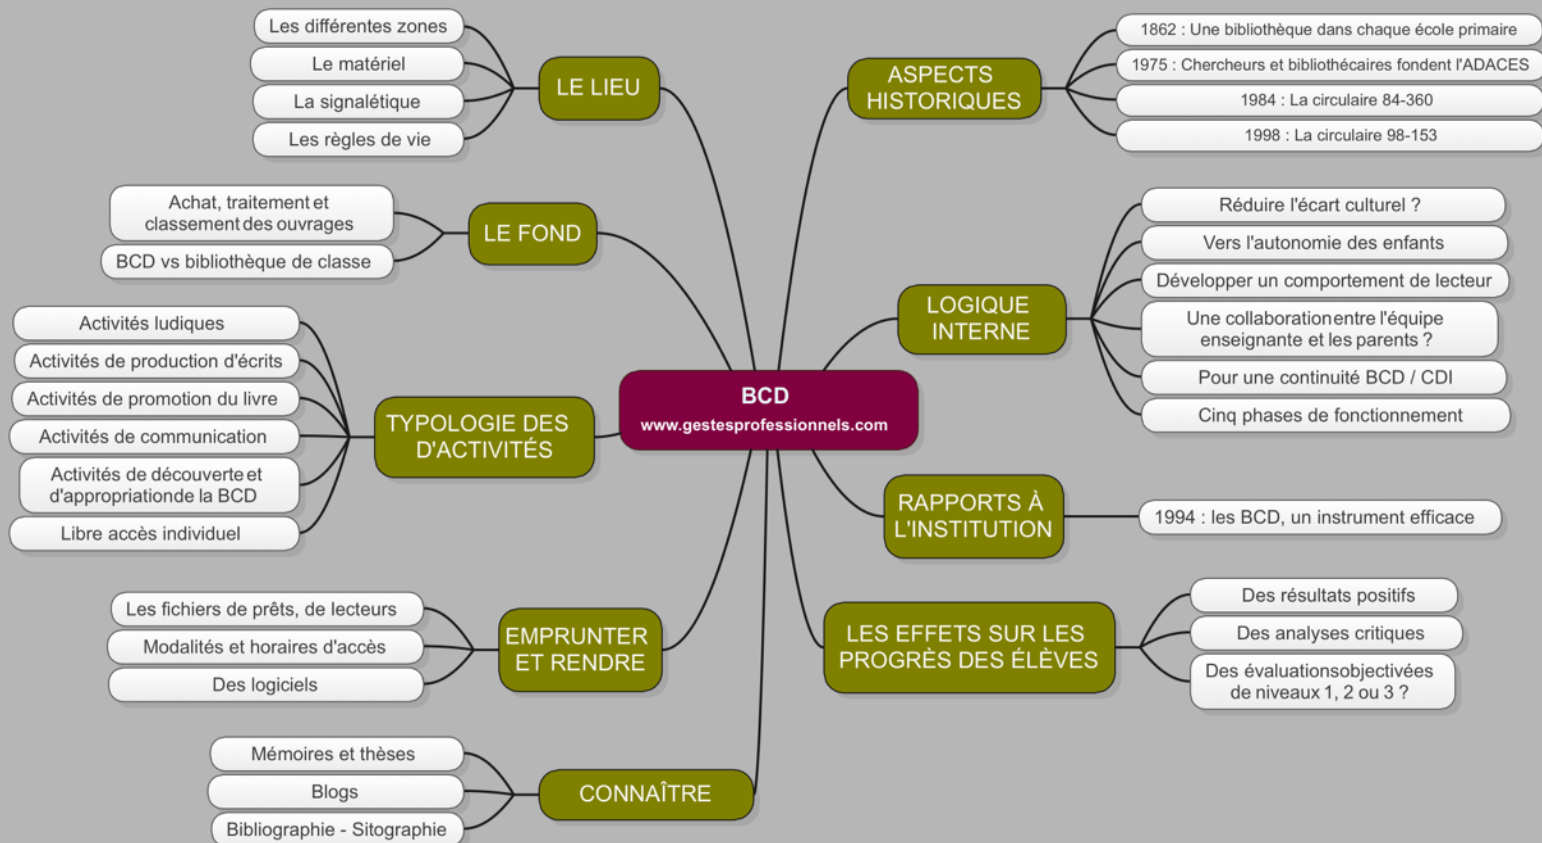 BCD
www.gestesprofessionnels.com
LE LIEU
Les différentes zones
Le matériel
La signalétique
Les règles de vie
LE FOND
Achat, traitement et
classement des ouvrages
BCD vs bibliothèque de classe
TYPOLOGIE DES
D'ACTIVITÉS
Activités ludiques
Activités de production d'écrits
Activités de promotion du livre
Activités de communication
Activités de découverte et
d'appropriationde la BCD
Libre accès individuel
EMPRUNTER
ET RENDRE
Les fichiers de prêts, de lecteurs
Modalités et horaires d'accès
Des logiciels
CONNAÎTRE
Mémoires et thèses
Blogs
Bibliographie - Sitographie
ASPECTS
HISTORIQUES
1862 : Une bibliothèque dans chaque école primaire
1975 : Chercheurs et bibliothécaires fondent l'ADACES
1984 : La circulaire 84-360
1998 : La circulaire 98-153
LOGIQUE
INTERNE
Réduire l'écart culturel ?
Vers l'autonomie des enfants
Développer un comportement de lecteur
Une collaborationentre l'équipe
enseignante et les parents ?
Pour une continuité BCD / CDI
Cinq phases de fonctionnement
RAPPORTS À
L'INSTITUTION
1994 : les BCD, un instrument efficace
LES EFFETS SUR LES
PROGRÈS DES ÉLÈVES
Des résultats positifs
Des analyses critiques
Des évaluationsobjectivées
de niveaux 1, 2 ou 3 ?